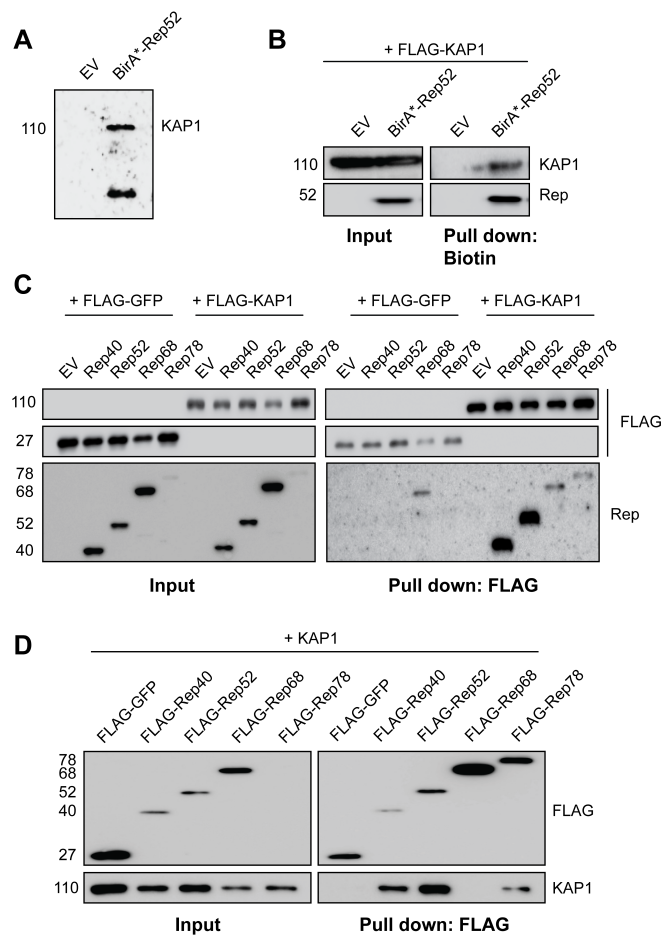 A
EV
BirA*-Rep52
110
KAP1
B
+ FLAG-KAP1
EV
BirA*-Rep52
EV
BirA*-Rep52
110
KAP1
52
Rep
Input
Pull down:
Biotin
C
+ FLAG-GFP
+ FLAG-KAP1
+ FLAG-GFP
+ FLAG-KAP1
EV
Rep40
Rep52
Rep68
Rep78
EV
Rep40
Rep52
Rep68
Rep78
EV
Rep40
Rep52
Rep68
Rep78
EV
Rep40
Rep52
Rep68
Rep78
110
27
FLAG
78
68
52
40
Rep
Input
Pull down: FLAG
D
+ KAP1
FLAG-GFP
FLAG-Rep40
FLAG-Rep52
FLAG-Rep68
FLAG-Rep78
FLAG-GFP
FLAG-Rep40
FLAG-Rep52
FLAG-Rep68
FLAG-Rep78
78
68
52
40
27
FLAG
110
KAP1
Input
Pull down: FLAG